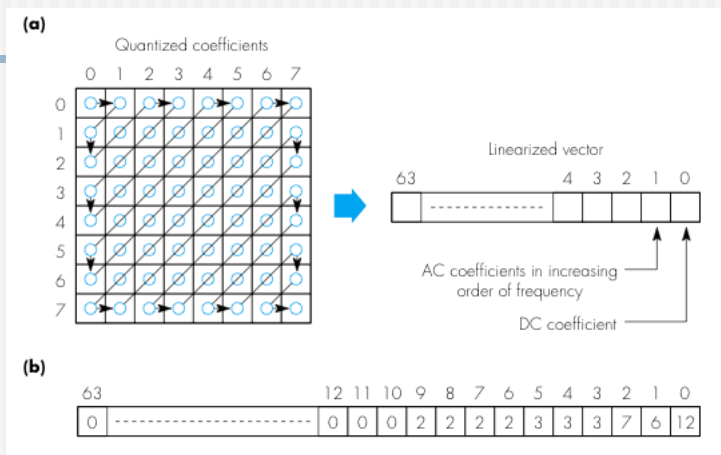 (a)
Quantized coefficients
0 1 2 3 4 5 6 7
0
1
2
3
4
5
6
7
Linearized vector
63 4 3 2 1 0
AC coefficients in increasing
order of frequency
DC coefficient
(b)
63 12 11 10 9 8 7 6 5 4 3 2 1 0
0 0 0 0 2 2 2 2 3 3 3 7 6 12